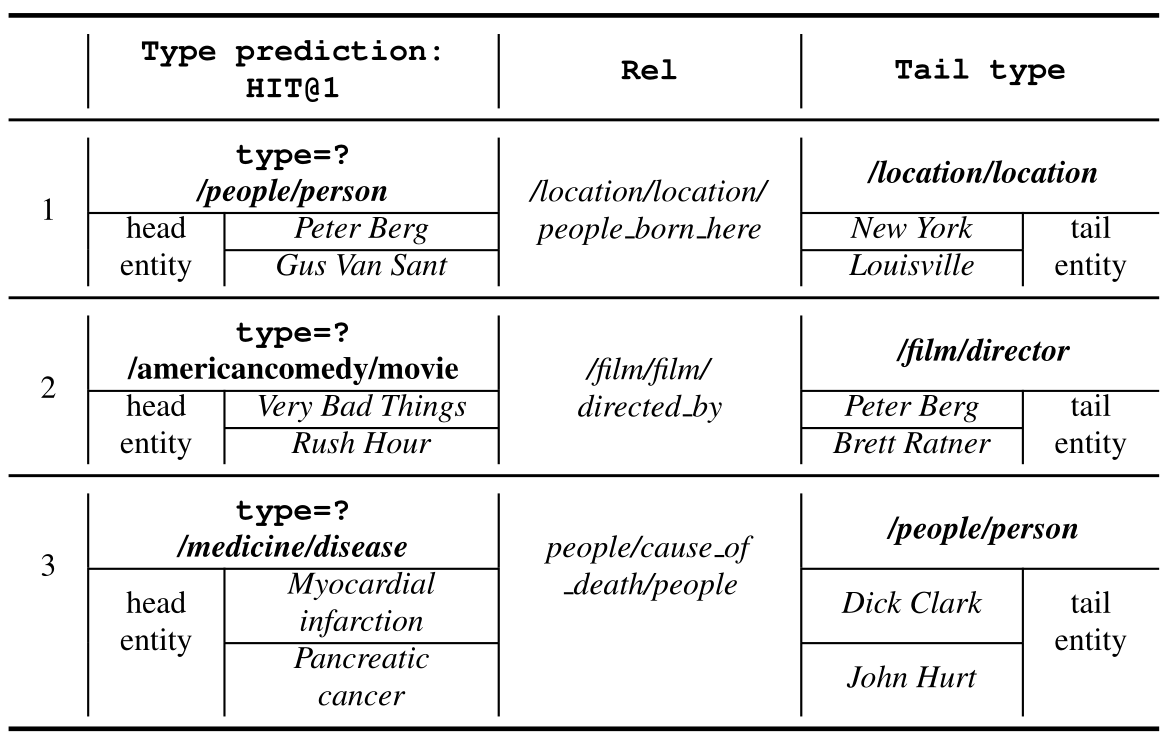 Type prediction: HIT@1 Rel Tail type
1
type=?
/people/person
head entity
Peter Berg
Gus Van Sant
/location/location/
people_born_here
/location/location
New York
Louisville
tail entity
2
type=?
/americancomedy/movie
head entity
Very Bad Things
Rush Hour
/film/film/
directed_by
/film/director
Peter Berg
Brett Ratner
tail entity
3
type=?
/medicine/disease
head entity
Myocardial
infarction
Pancreatic
cancer
people/cause_of
_death/people
/people/person
Dick Clark
John Hurt
tail entity